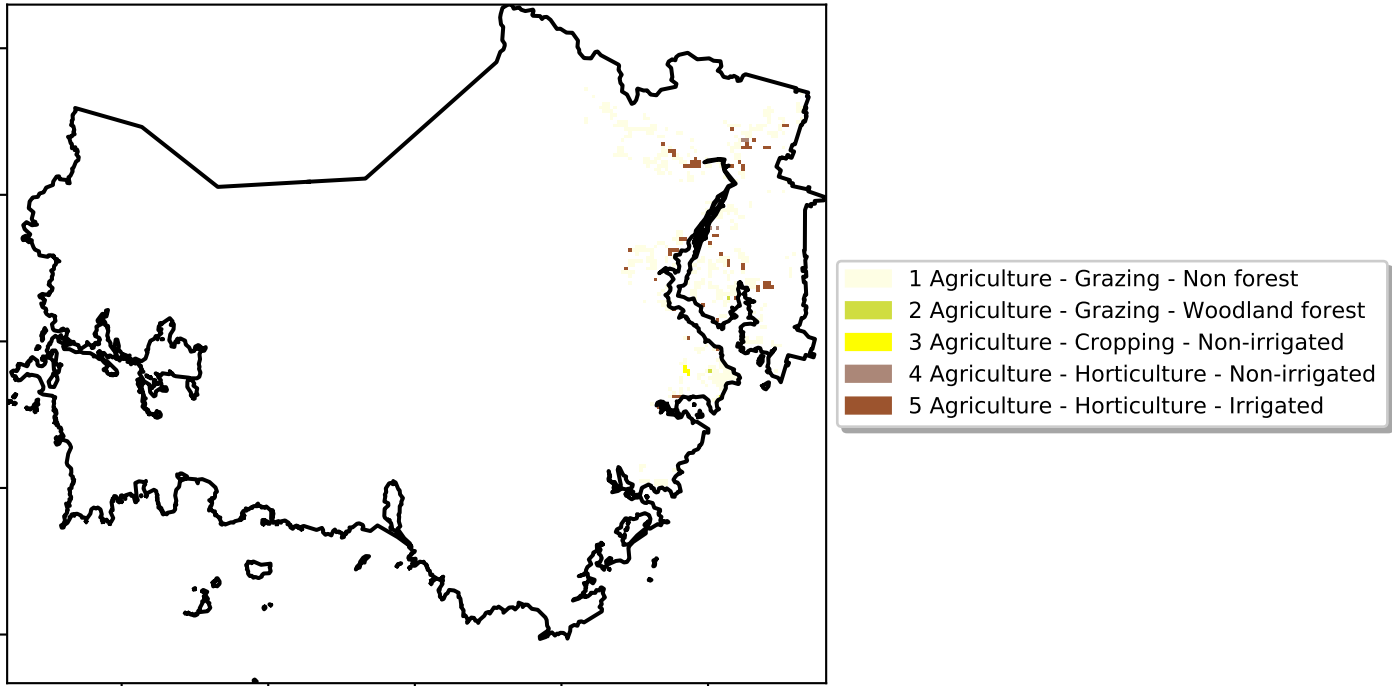 1 Agriculture - Grazing - Non forest
2 Agriculture - Grazing - Woodland forest
3 Agriculture - Cropping - Non-irrigated
4 Agriculture - Horticulture - Non-irrigated
5 Agriculture - Horticulture - Irrigated